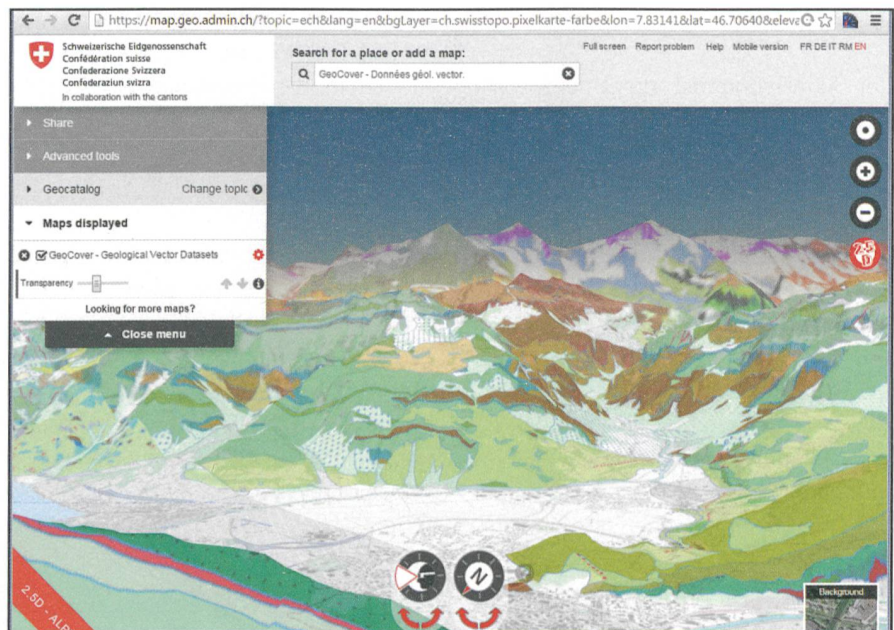 https://map.geo.admin.ch/?topic=ech&lang=en&bgLayer=ch.swisstopo.pixelkarte-farbe&lon=7.83141&lat=46.70640&eleva
Schweizerische Eidgenossenschaft
Confédération suisse
Confederazione Svizzera
Confederaziun svizra
In collaboration with the cantons
Search for a place or add a map:
GeoCover - Données géol. vector.
Full screen Report problem Help Mobile version FR DE IT RM EN
Share
Advanced tools
Geocatalog Change topic
Maps displayed
GeoCover - Geological Vector Datasets
Transparency
Looking for more maps?
Close menu
2.5D
N
2.5D - ALP
Background